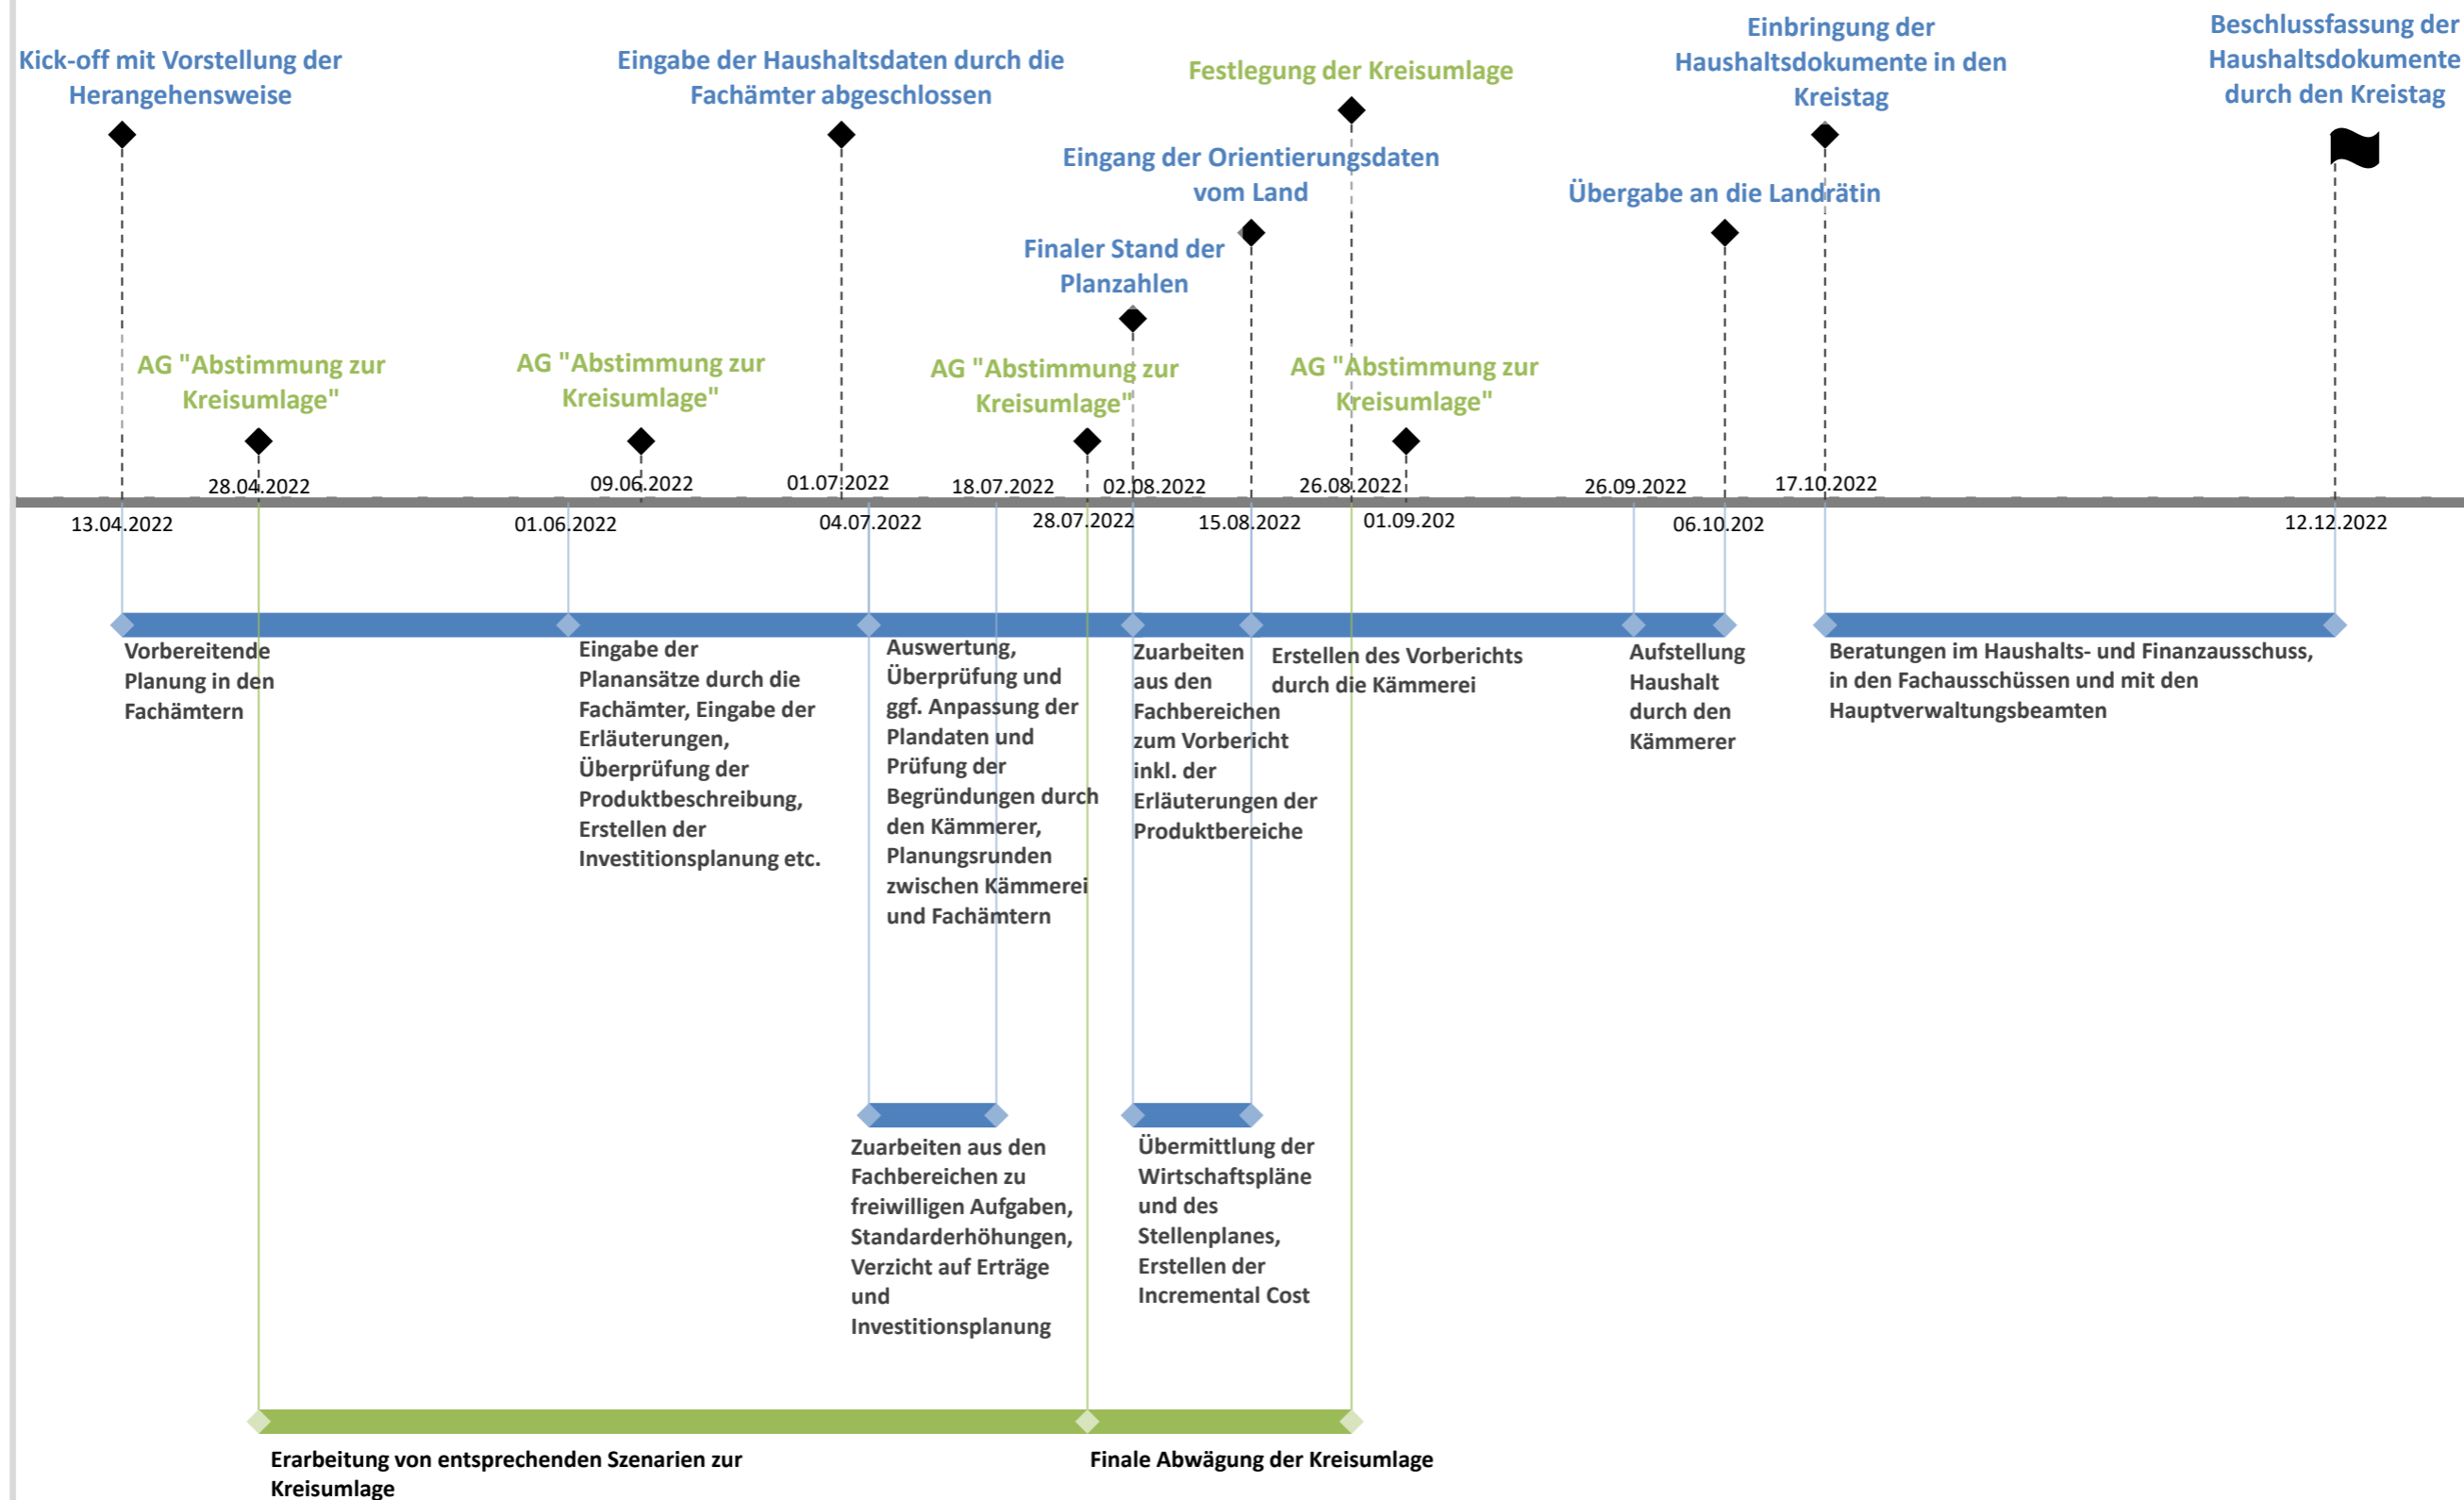 Kick-off mit Vorstellung der
Herangehensweise
Eingabe der Haushaltsdaten durch die
Fachämter abgeschlossen
Festlegung der Kreisumlage
Einbringung der
Haushaltsdokumente in den
Kreistag
Beschlussfassung der
Haushaltsdokumente
durch den Kreistag
Eingang der Orientierungsdaten
vom Land
Übergabe an die Landrätin
Finaler Stand der
Planzahlen
AG "Abstimmung zur
Kreisumlage"
AG "Abstimmung zur
Kreisumlage"
AG "Abstimmung zur
Kreisumlage"
AG "Abstimmung zur
Kreisumlage"
28.04.2022
09.06.2022
01.07.2022
18.07.2022
02.08.2022
26.08.2022
26.09.2022
17.10.2022
13.04.2022
01.06.2022
04.07.2022
28.07.2022
15.08.2022
01.09.202
06.10.202
12.12.2022
Vorbereitende
Planung in den
Fachämtern
Eingabe der
Planansätze durch die
Fachämter, Eingabe der
Erläuterungen,
Überprüfung der
Produktbeschreibung,
Erstellen der
Investitionsplanung etc.
Auswertung,
Überprüfung und
ggf. Anpassung der
Plandaten und
Prüfung der
Begründungen durch
den Kämmerer,
Planungsrunden
zwischen Kämmerei
und Fachämtern
Zuarbeiten
aus den
Fachbereichen
zum Vorbericht
inkl. der
Erläuterungen der
Produktbereiche
Erstellen des Vorberichts
durch die Kämmerei
Aufstellung
Haushalt
durch den
Kämmerer
Beratungen im Haushalts- und Finanzausschuss,
in den Fachausschüssen und mit den
Hauptverwaltungsbeamten
Zuarbeiten aus den
Fachbereichen zu
freiwilligen Aufgaben,
Standarderhöhungen,
Verzicht auf Erträge
und
Investitionsplanung
Übermittlung der
Wirtschaftspläne
und des
Stellenplanes,
Erstellen der
Incremental Cost
Erarbeitung von entsprechenden Szenarien zur
Kreisumlage
Finale Abwägung der Kreisumlage